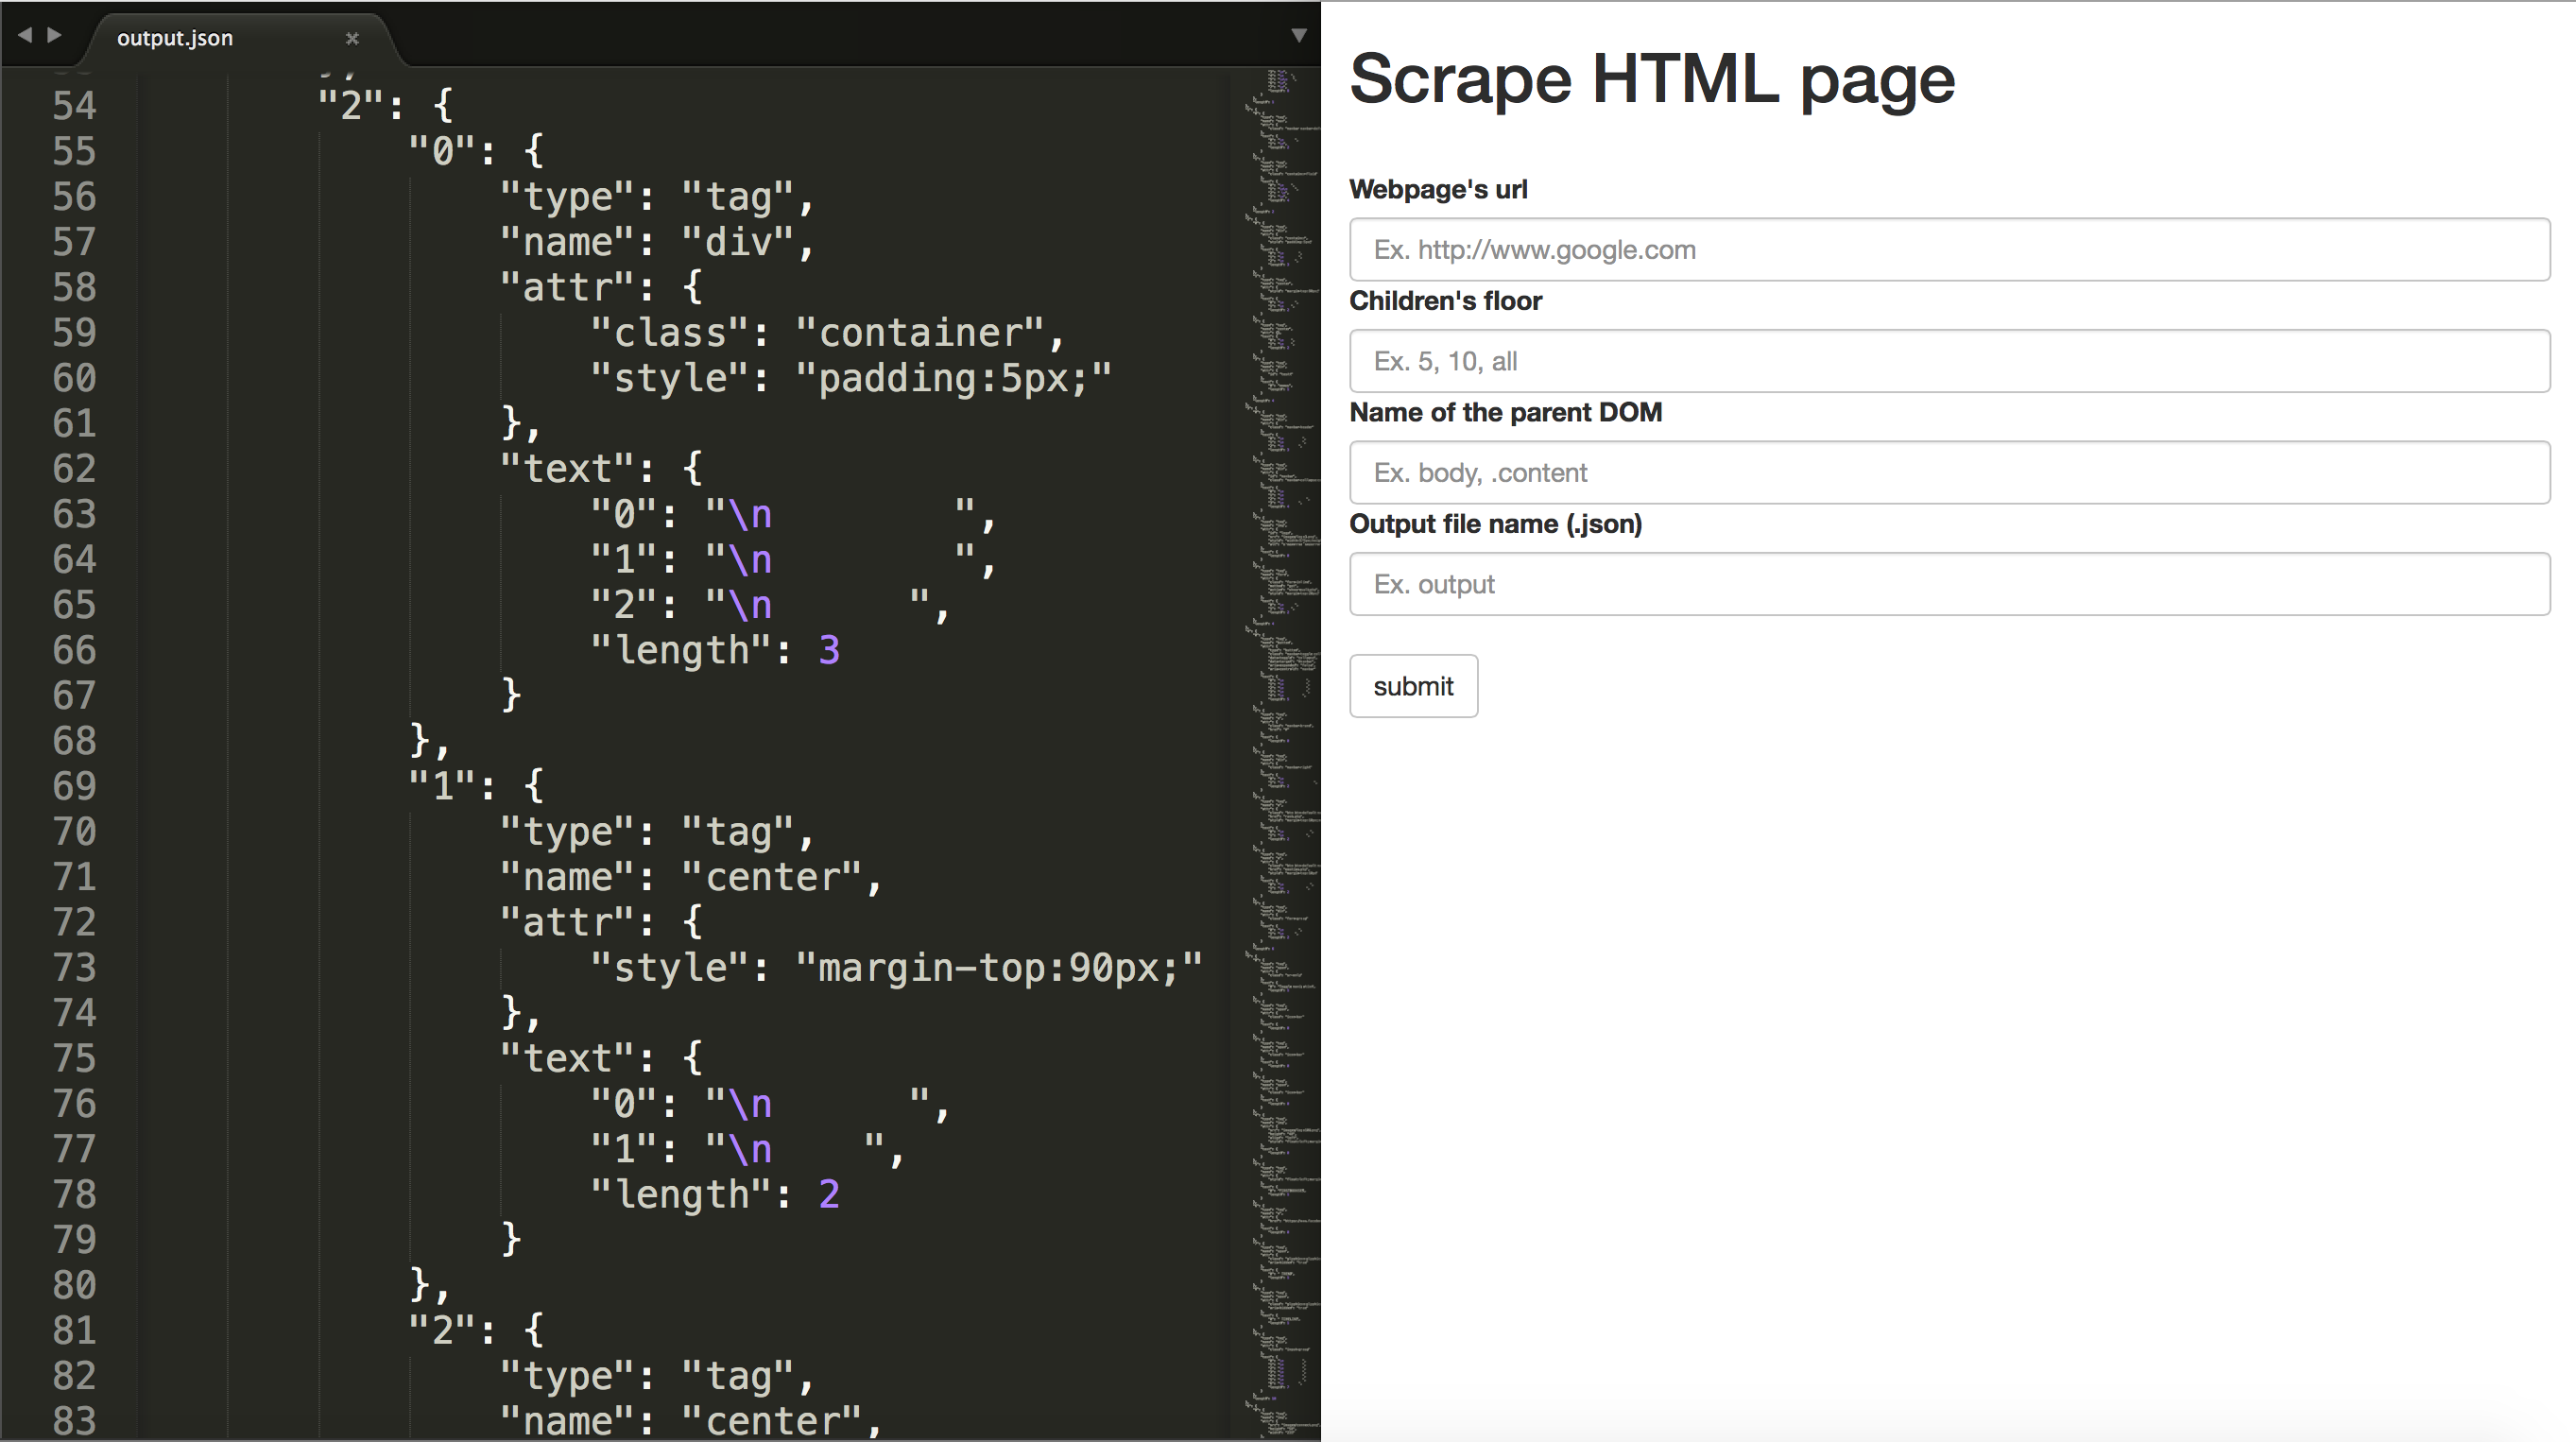 output.json
54 "2": {
55 "0": {
56 "type": "tag",
57 "name": "div",
58 "attr": {
59 "class": "container",
60 "style": "padding:5px;"
61 },
62 "text": {
63 "0": "\n        ",
64 "1": "\n        ",
65 "2": "\n      ",
66 "length": 3
67 }
68 },
69 "1": {
70 "type": "tag",
71 "name": "center",
72 "attr": {
73 "style": "margin-top:90px;"
74 },
75 "text": {
76 "0": "\n      ",
77 "1": "\n    ",
78 "length": 2
79 }
80 },
81 "2": {
82 "type": "tag",
83 "name": "center",
Scrape HTML page
Webpage's url
Ex. http://www.google.com
Children's floor
Ex. 5, 10, all
Name of the parent DOM
Ex. body, .content
Output file name (.json)
Ex. output
submit